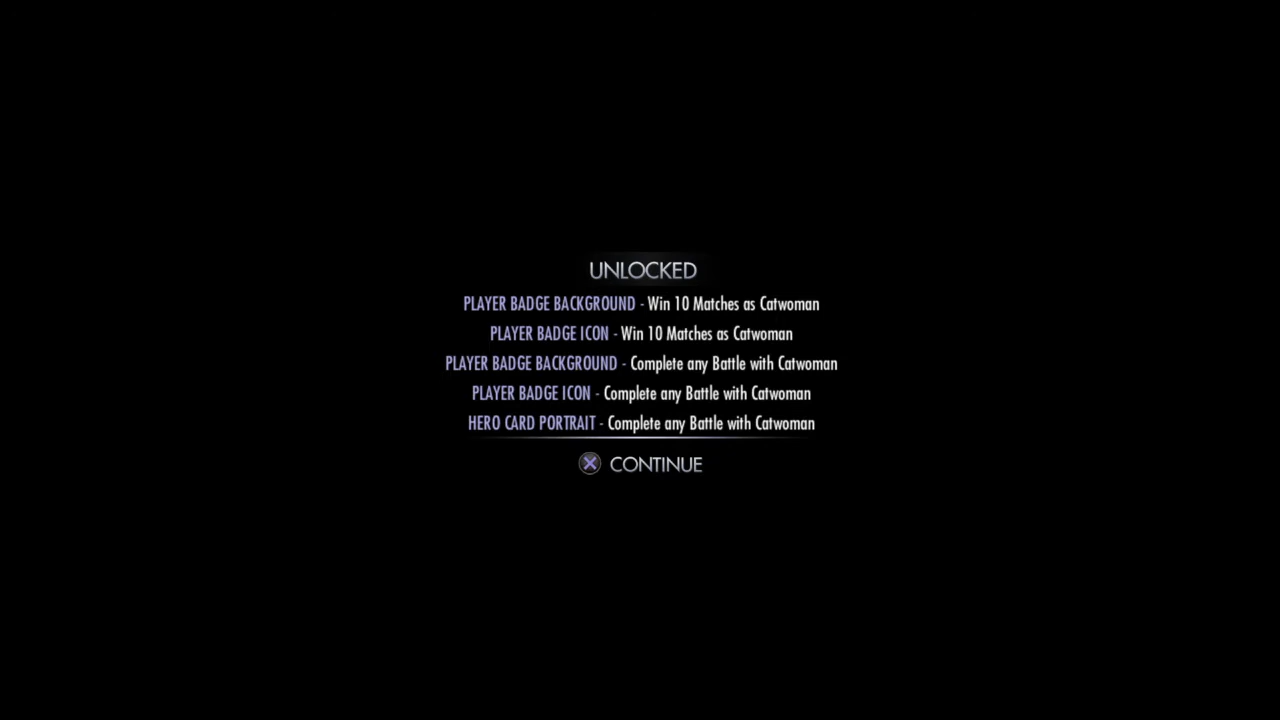 UNLOCKED
PLAYER BADGE BACKGROUND - Win 10 Matches as Catwoman
PLAYER BADGE ICON - Win 10 Matches as Catwoman
PLAYER BADGE BACKGROUND - Complete any Battle with Catwoman
PLAYER BADGE ICON - Complete any Battle with Catwoman
HERO CARD PORTRAIT - Complete any Battle with Catwoman
CONTINUE